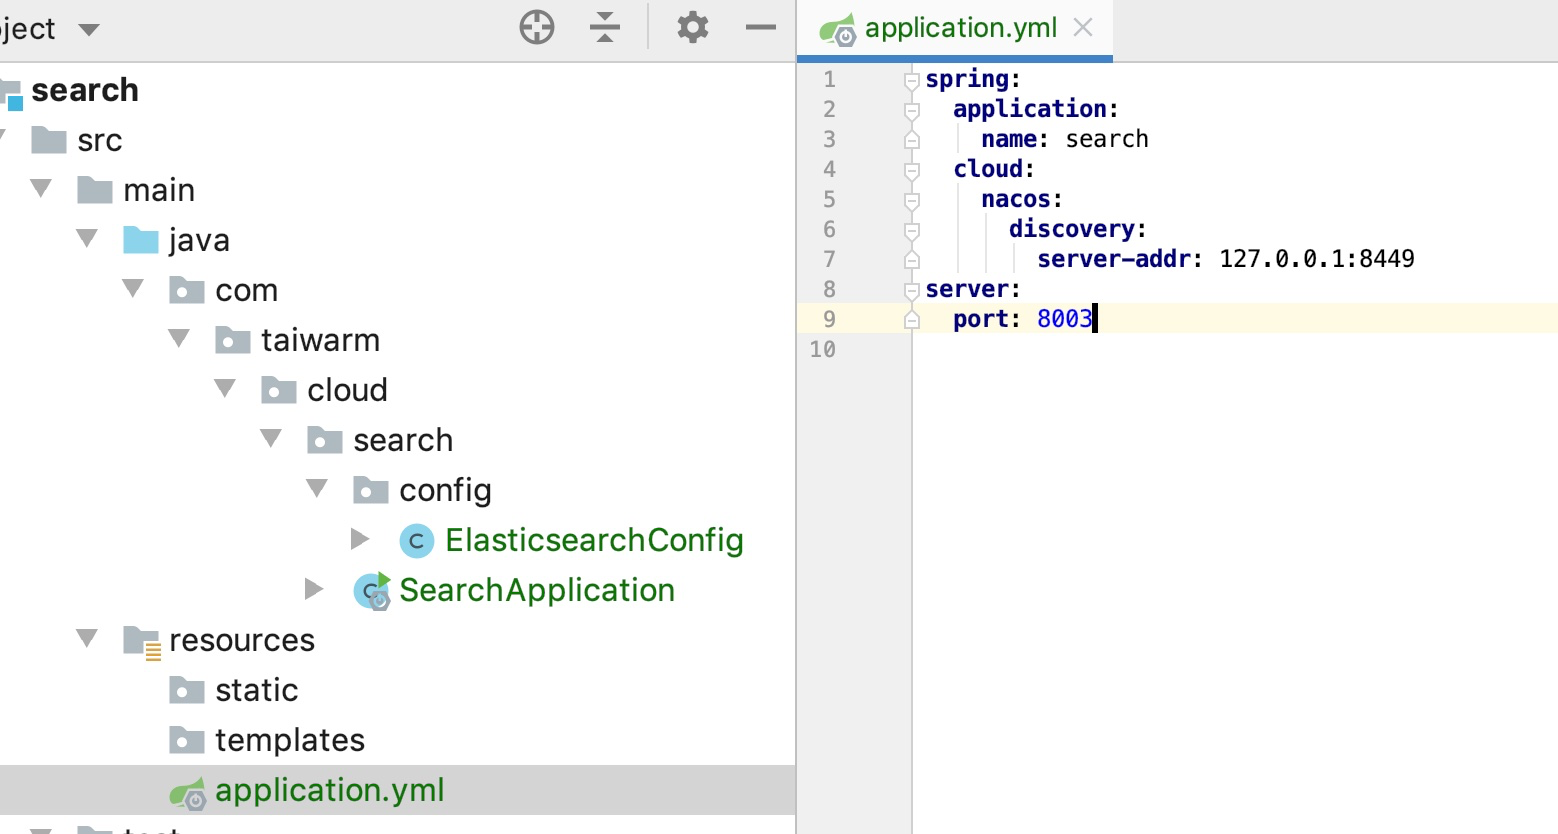 ject
search
src
main
java
com
taiwarm
cloud
search
config
ElasticsearchConfig
SearchApplication
resources
static
templates
application.yml
application.yml
1 spring:
2 application:
3 name: search
4 cloud:
5 nacos:
6 discovery:
7 server-addr: 127.0.0.1:8449
8 server:
9 port: 8003
10